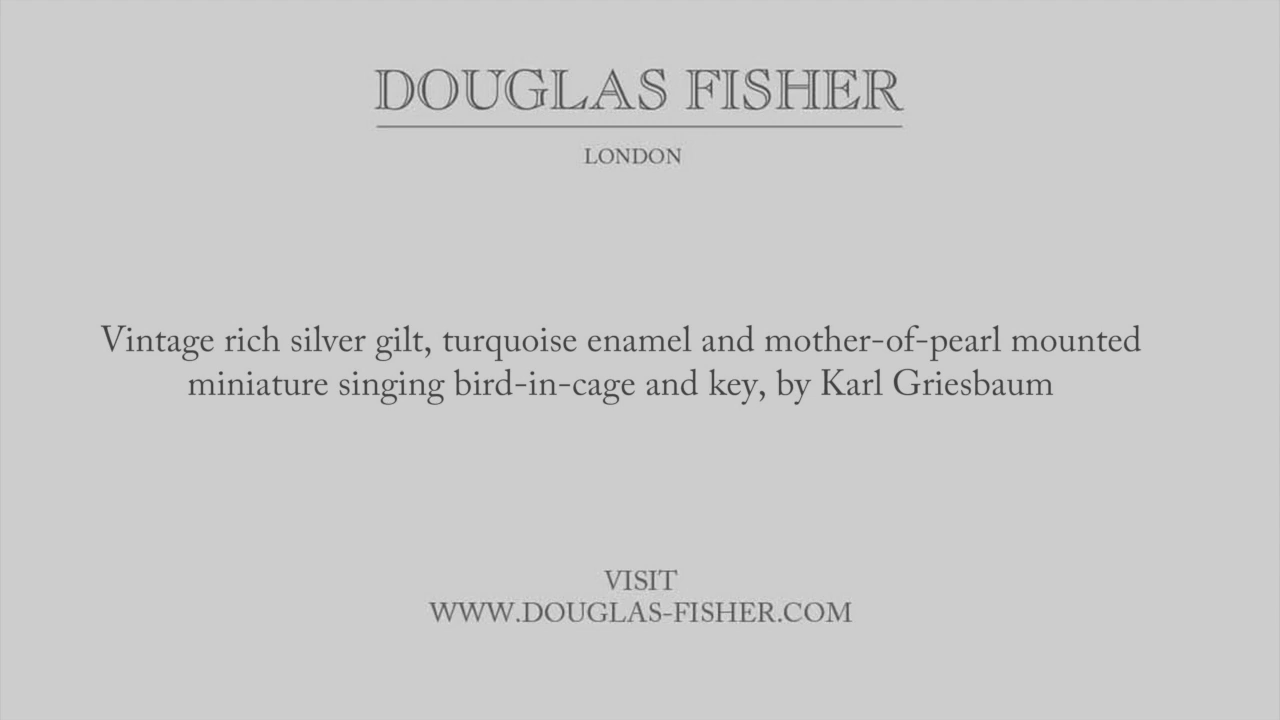 DOUGLAS FISHER
LONDON
Vintage rich silver gilt, turquoise enamel and mother-of-pearl mounted
miniature singing bird-in-cage and key, by Karl Griesbaum
VISIT
WWW.DOUGLAS-FISHER.COM